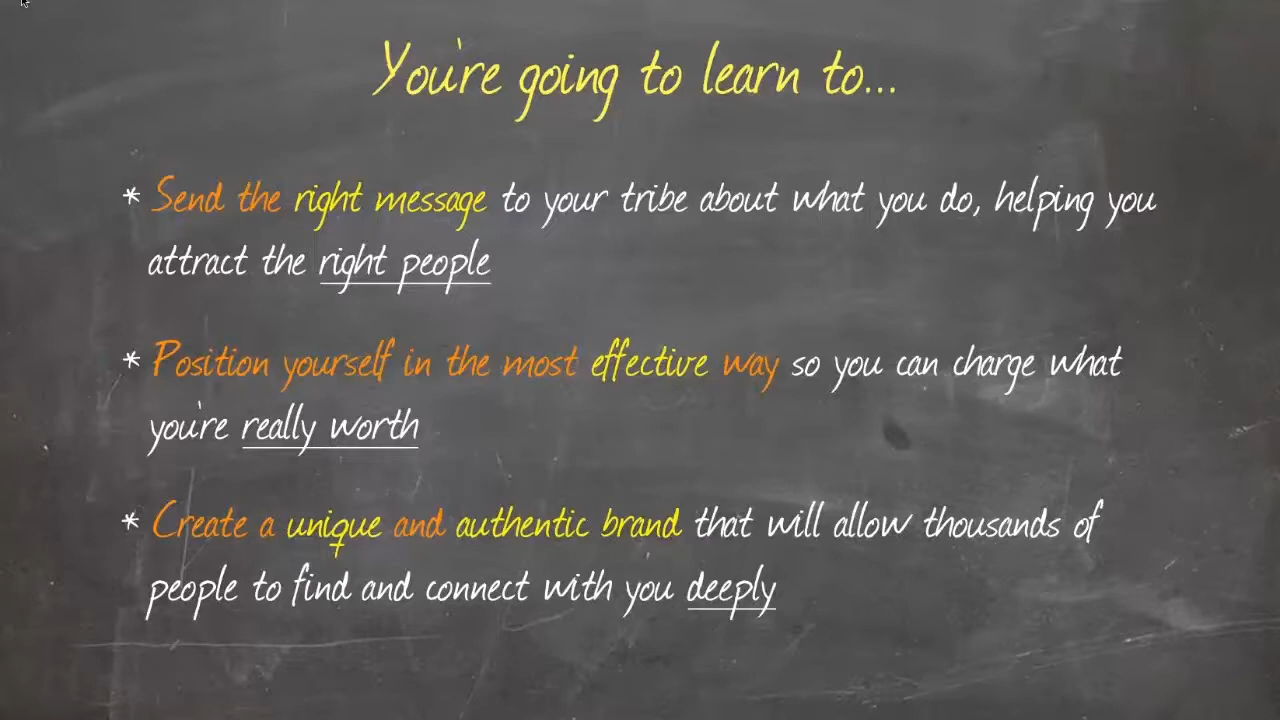 You're going to learn to...
* Send the right message to your tribe about what you do, helping you
attract the right people
* Position yourself in the most effective way so you can charge what
you're really worth
* Create a unique and authentic brand that will allow thousands of
people to find and connect with you deeply